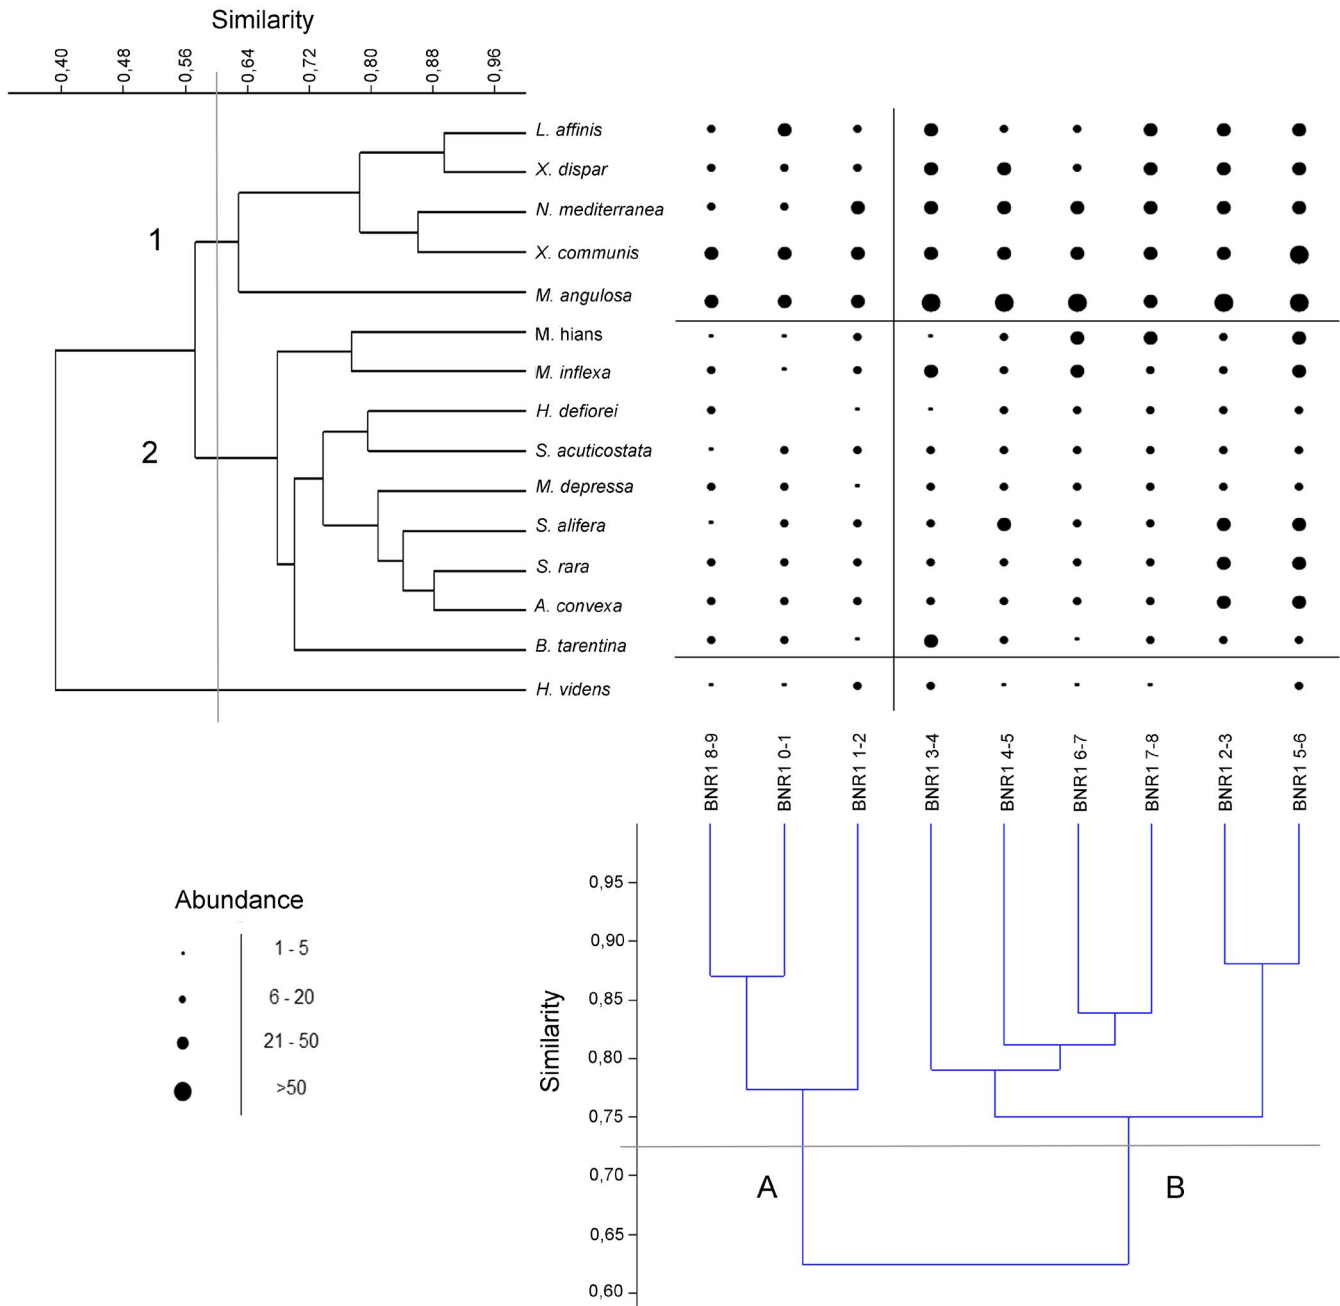 Similarity
0,40 0,48 0,56 0,64 0,72 0,80 0,88 0,96
L. affinis
X. dispar
N. mediterranea
1
X. communis
M. angulosa
M. hians
M. inflexa
H. defiorei
2
S. acuticostata
M. depressa
S. alifera
S. rara
A. convexa
B. tarentina
H. videns
BNR1 8-9 BNR1 0-1 BNR1 1-2 BNR1 3-4 BNR1 4-5 BNR1 6-7 BNR1 7-8 BNR1 2-3 BNR1 5-6
Abundance
1 - 5
6 - 20
21 - 50
>50
Similarity
0,95
0,90
0,85
0,80
0,75
0,70
0,65
0,60
A B